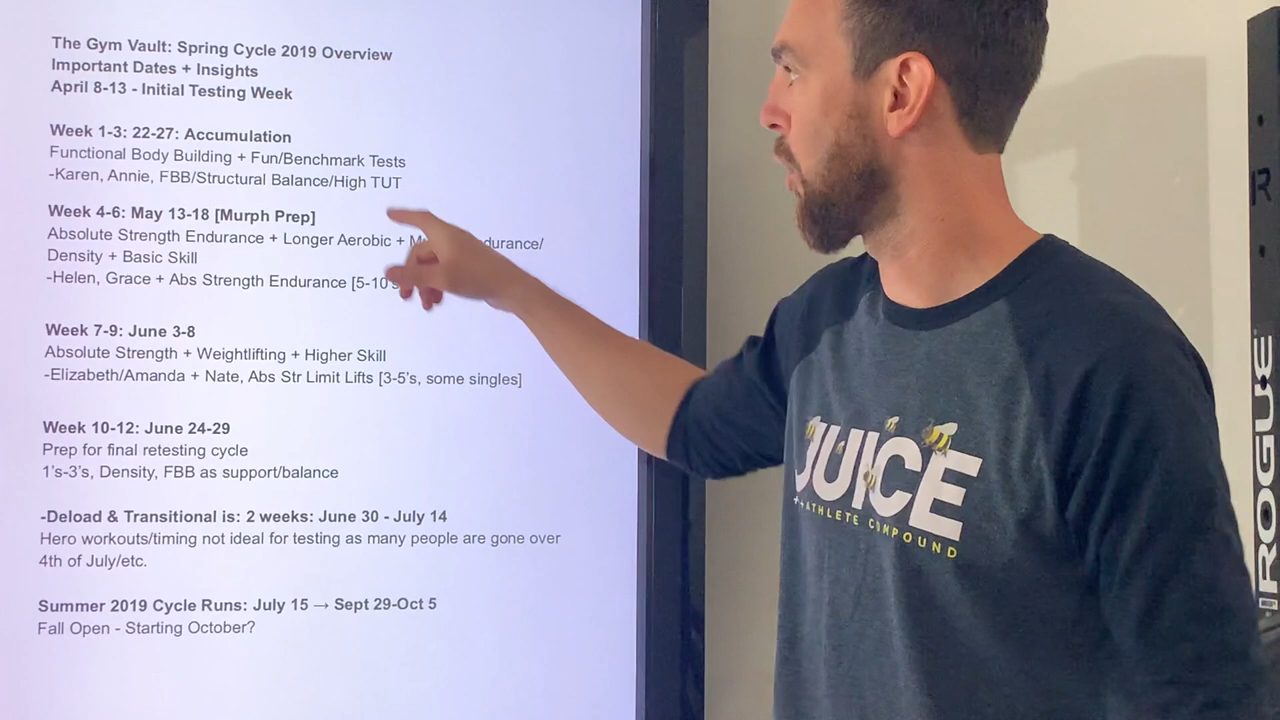 The Gym Vault: Spring Cycle 2019 Overview
Important Dates + Insights
April 8-13 - Initial Testing Week
Week 1-3: 22-27: Accumulation
Functional Body Building + Fun/Benchmark Tests
-Karen, Annie, FBB/Structural Balance/High TUT
Week 4-6: May 13-18 [Murph Prep]
Absolute Strength Endurance + Longer Aerobic +
Density + Basic Skill
-Helen, Grace + Abs Strength Endurance [5-10
Week 7-9: June 3-8
Absolute Strength + Weightlifting + Higher Skill
-Elizabeth/Amanda + Nate, Abs Str Limit Lifts [3-5's, some singles]
Week 10-12: June 24-29
Prep for final retesting cycle
1's-3's, Density, FBB as support/balance
-Deload & Transitional is: 2 weeks: June 30 - July 14
Hero workouts/timing not ideal for testing as many people are gone over
4th of July/etc.
Summer 2019 Cycle Runs: July 15 → Sept 29-Oct 5
Fall Open - Starting October?
JUICE
ATHLETE COMPOUND
R
ROGUE